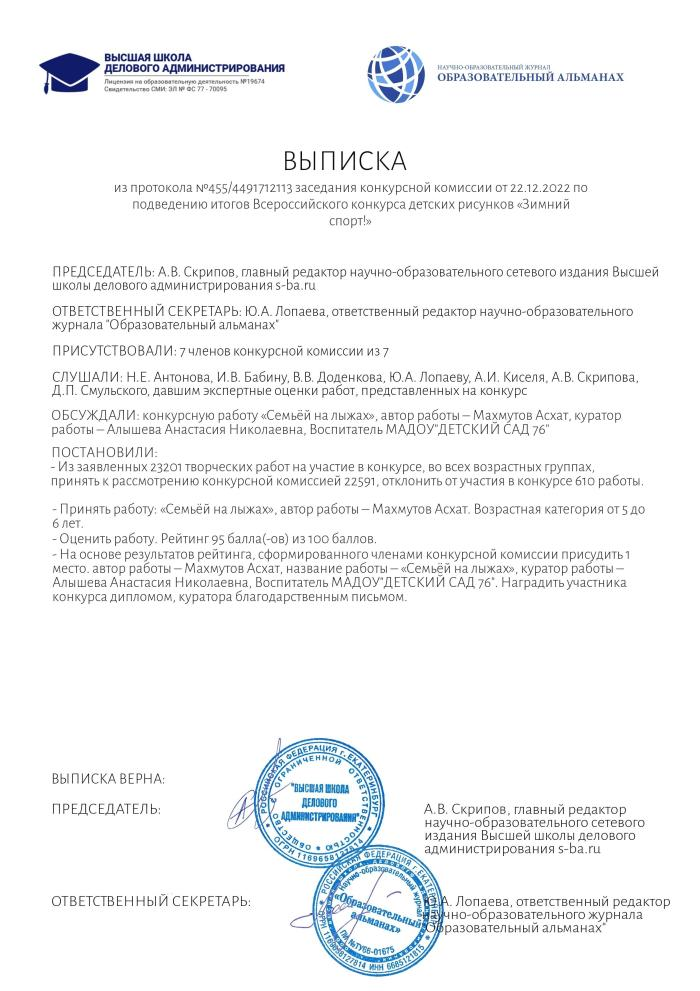 ВЫСШАЯ ШКОЛА
ДЕЛОВОГО АДМИНИСТРИРОВАНИЯ
Лицензия на образовательную деятельность №19674
Свидетельство СМИ: ЭЛ № ФС 77 - 70095
НАУЧНО-ОБРАЗОВАТЕЛЬНЫЙ ЖУРНАЛ
ОБРАЗОВАТЕЛЬНЫЙ АЛЬМАНАХ
ВЫПИСКА
из протокола №455/4491712113 заседания конкурсной комиссии от 22.12.2022 по
подведению итогов Всероссийского конкурса детских рисунков «Зимний
спорт!»
ПРЕДСЕДАТЕЛЬ: А.В. Скрипов, главный редактор научно-образовательного сетевого издания Высшей
школы делового администрирования s-ba.ru
ОТВЕТСТВЕННЫЙ СЕКРЕТАРЬ: Ю.А. Лопаева, ответственный редактор научно-образовательного
журнала "Образовательный альманах"
ПРИСУТСТВОВАЛИ: 7 членов конкурсной комиссии из 7
СЛУШАЛИ: Н.Е. Антонова, И.В. Бабину, В.В. Доденкова, Ю.А. Лопаеву, А.И. Киселя, А.В. Скрипова,
Д.П. Смульского, давшим экспертные оценки работ, представленных на конкурс
ОБСУЖДАЛИ: конкурсную работу «Семьёй на лыжах», автор работы – Махмутов Асхат, куратор
работы – Алышева Анастасия Николаевна, Воспитатель МАДОУ"ДЕТСКИЙ САД 76"
ПОСТАНОВИЛИ:
- Из заявленных 23201 творческих работ на участие в конкурсе, во всех возрастных группах,
принять к рассмотрению конкурсной комиссией 22591, отклонить от участия в конкурсе 610 работы.
- Принять работу: «Семьёй на лыжах», автор работы – Махмутов Асхат. Возрастная категория от 5 до
6 лет.
- Оценить работу. Рейтинг 95 балла(-ов) из 100 баллов.
- На основе результатов рейтинга, сформированного членами конкурсной комиссии присудить 1
место. автор работы – Махмутов Асхат, название работы – «Семьёй на лыжах», куратор работы –
Алышева Анастасия Николаевна, Воспитатель МАДОУ"ДЕТСКИЙ САД 76". Наградить участника
конкурса дипломом, куратора благодарственным письмом.
ВЫПИСКА ВЕРНА:
ПРЕДСЕДАТЕЛЬ:
А.В. Скрипов, главный редактор
научно-образовательного сетевого
издания Высшей школы делового
администрирования s-ba.ru
РОССИЙСКАЯ ФЕДЕРАЦИЯ г. ЕКАТЕРИНБУРГ
ОБЩЕСТВО С ОГРАНИЧЕННОЙ ОТВЕТСТВЕННОСТЬЮ
ОГРН 1169658127814
"ВЫСШАЯ ШКОЛА
ДЕЛОВОГО
АДМИНИСТРИРОВАНИЯ"
ОТВЕТСТВЕННЫЙ СЕКРЕТАРЬ:
Ю.А. Лопаева, ответственный редактор
научно-образовательного журнала
"Образовательный альманах"
РОССИЙСКАЯ ФЕДЕРАЦИЯ г. ЕКАТЕРИНБУРГ
ОГРН 1169658127814 ИНН 6685121815
Научно-образовательный журнал
«Образовательный
альманах»
ПИ №ТУ66-01675